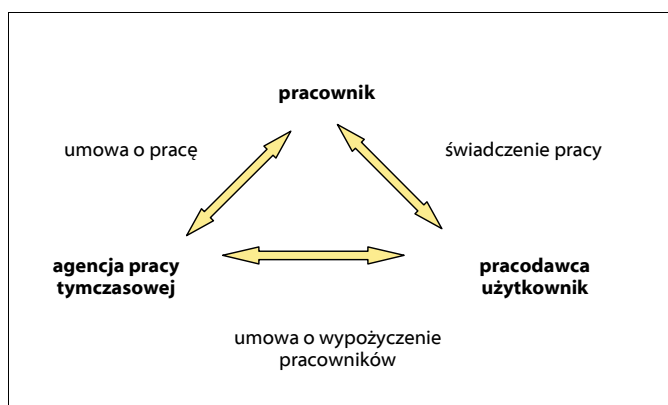 pracownik
umowa o pracę
świadczenie pracy
agencja pracy
tymczasowej
pracodawca
użytkownik
umowa o wypożyczenie
pracowników